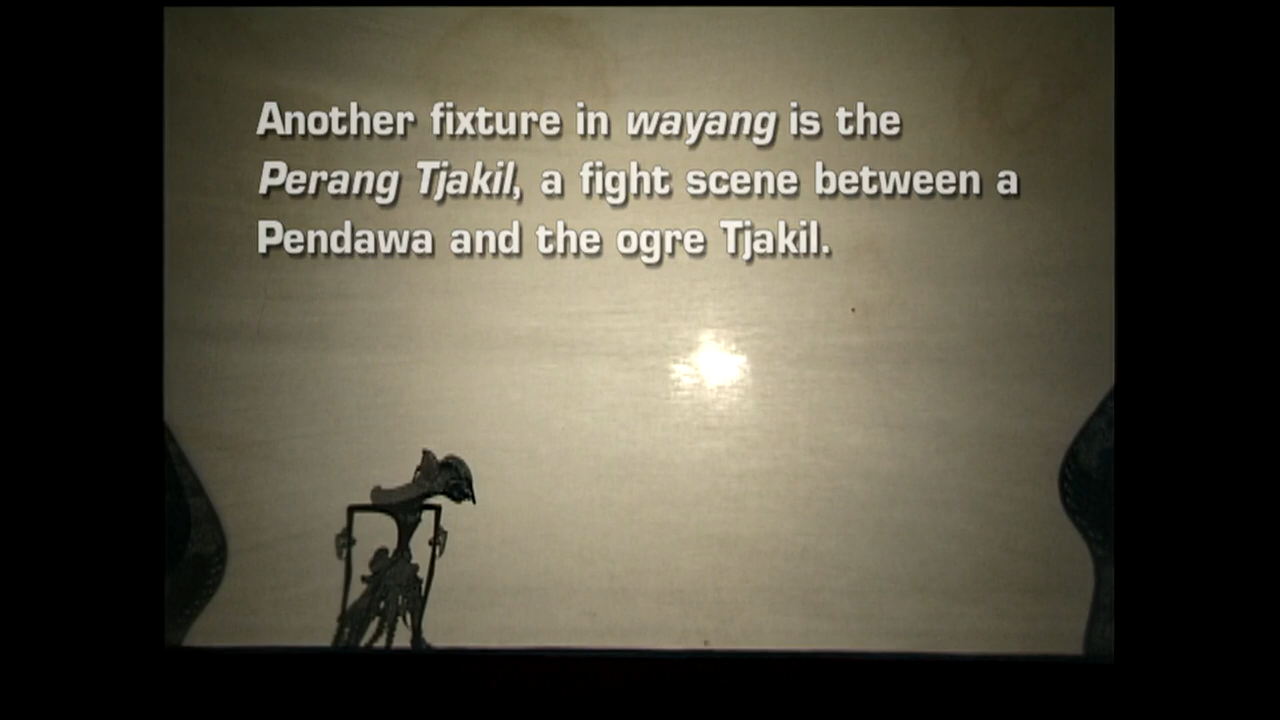 Another fixture in wayang is the
Perang Tjakil, a fight scene between a
Pendawa and the ogre Tjakil.